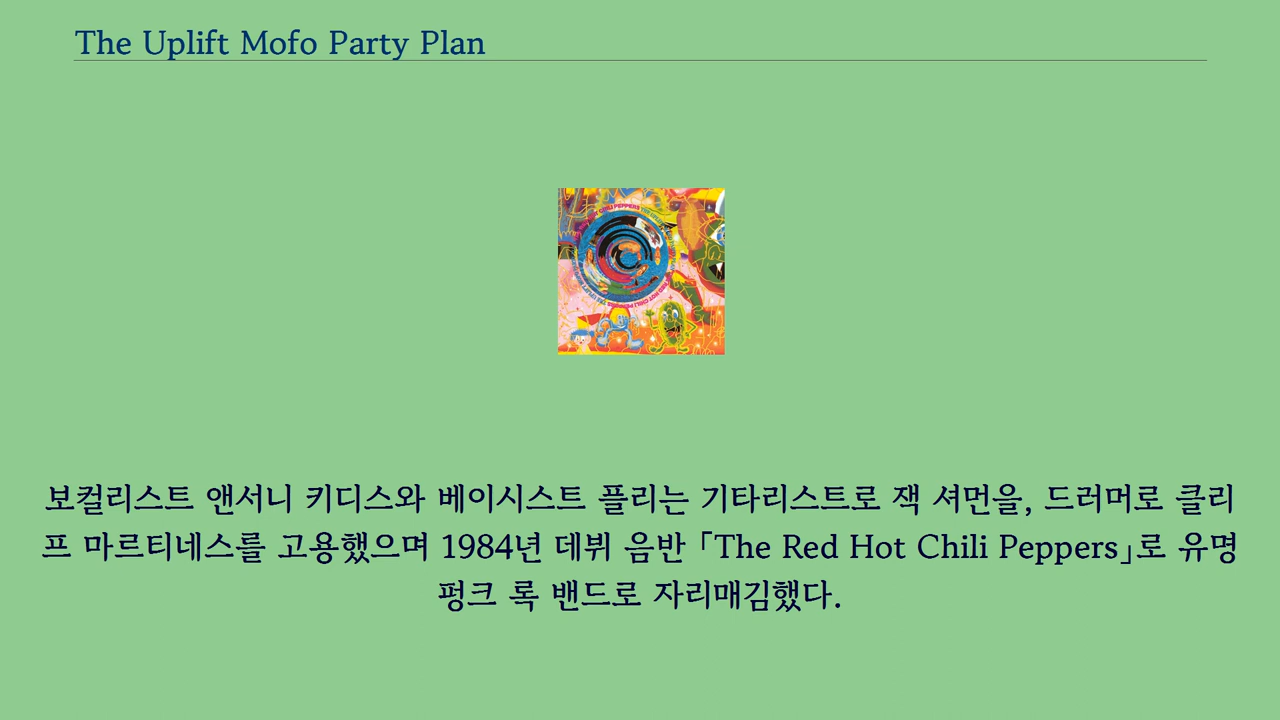 The Uplift Mofo Party Plan
보컬리스트 앤서니 키디스와 베이시스트 플리는 기타리스트로 잭 셔먼을, 드러머로 클리
프 마르티네스를 고용했으며 1984년 데뷔 음반 ｢The Red Hot Chili Peppers｣로 유명
펑크 록 밴드로 자리매김했다.